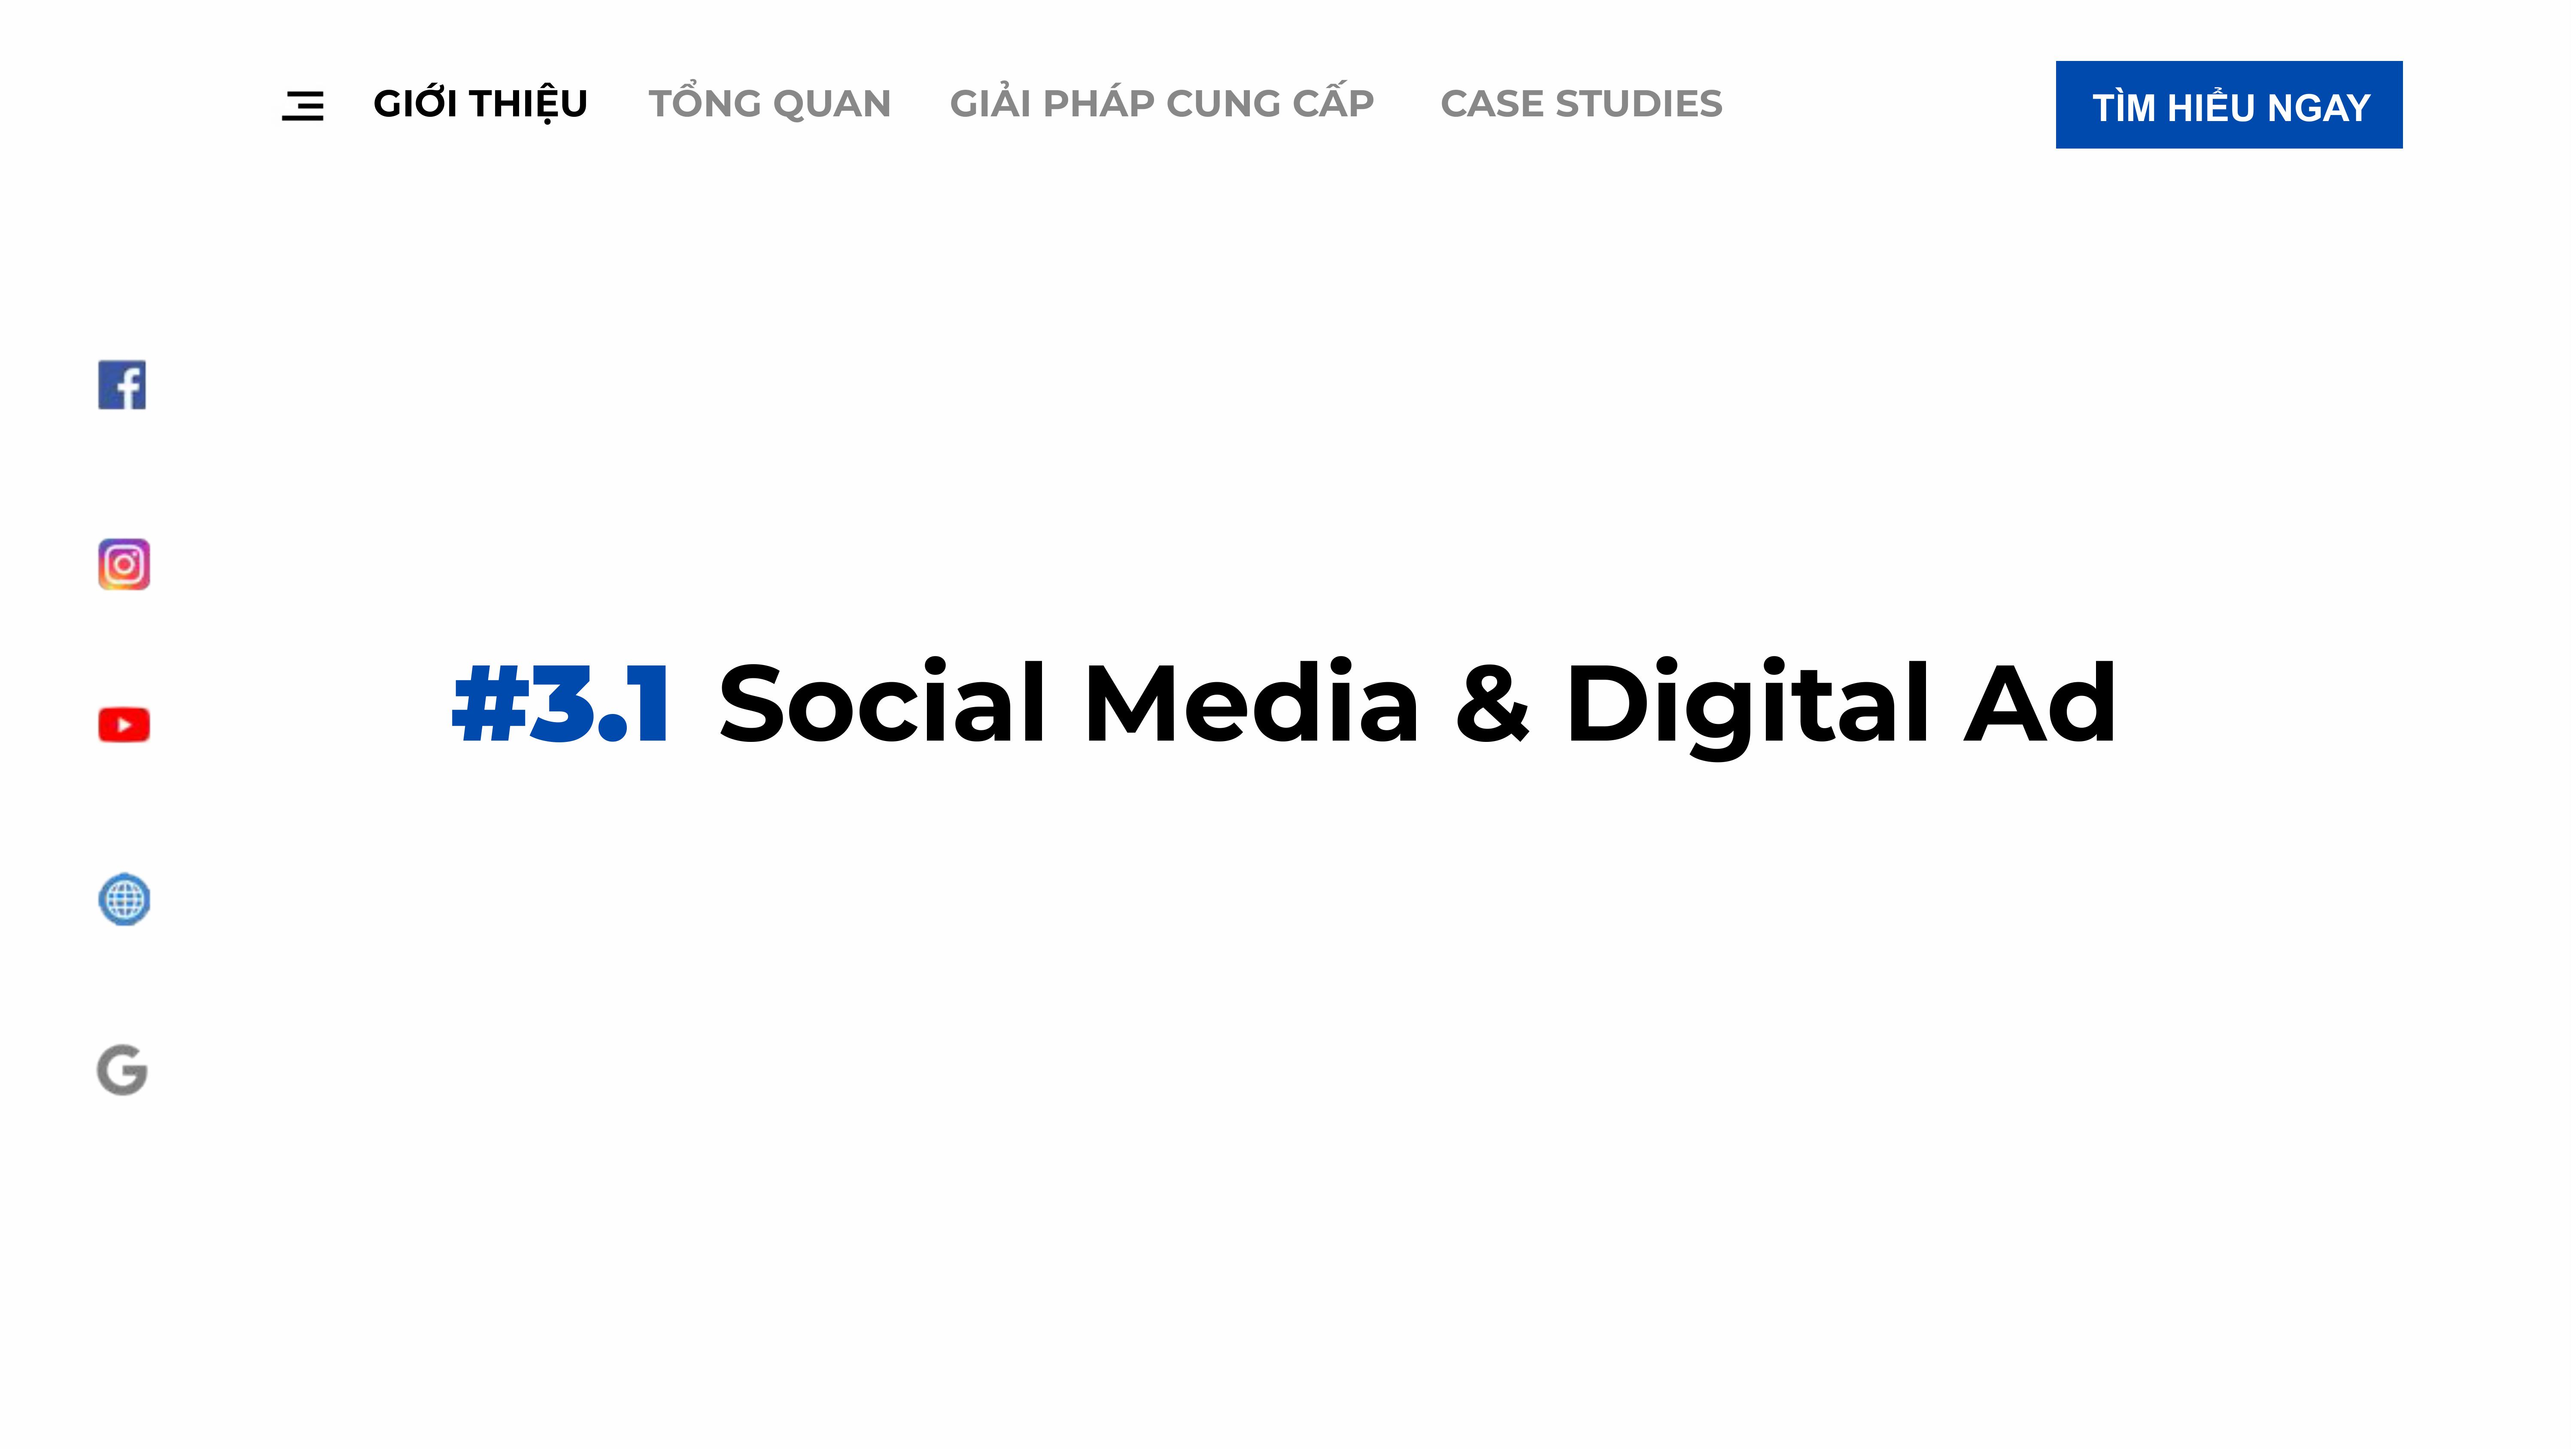 GIỚI THIỆU TỔNG QUAN GIẢI PHÁP CUNG CẤP CASE STUDIES TÌM HIỂU NGAY
#3.1 Social Media & Digital Ad